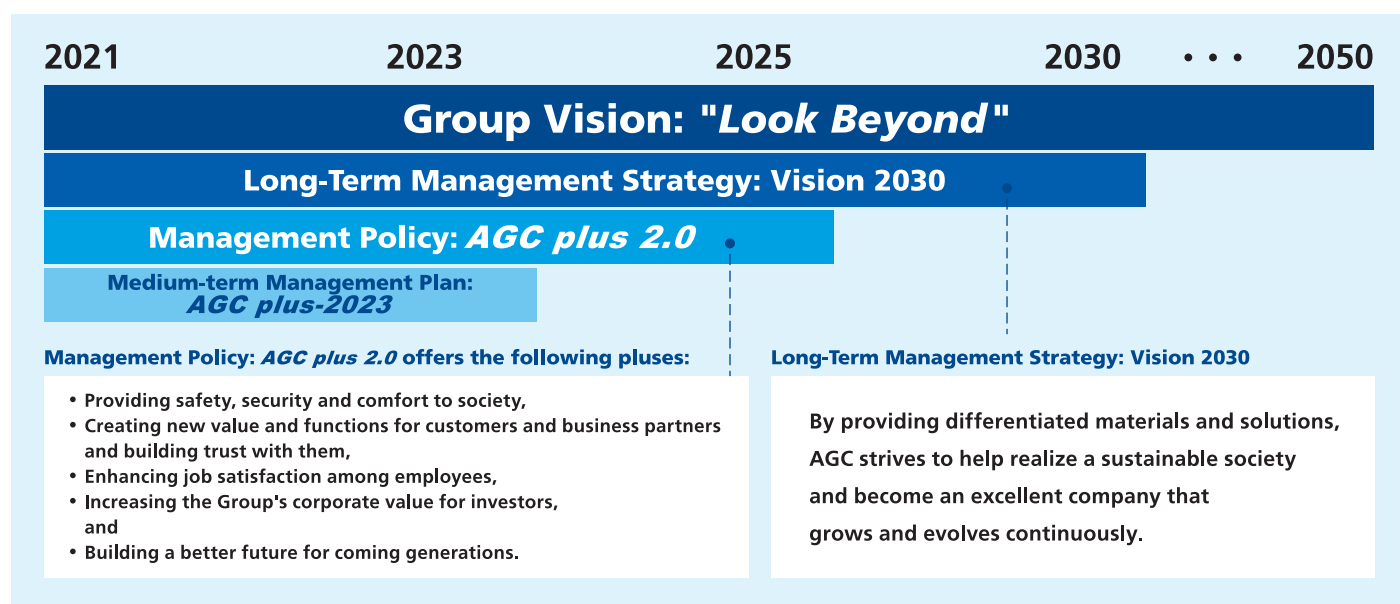 2021 2023 2025 2030 • • • 2050
Group Vision: "Look Beyond"
Long-Term Management Strategy: Vision 2030
Management Policy: AGC plus 2.0
Medium-term Management Plan:
AGC plus-2023
Management Policy: AGC plus 2.0 offers the following pluses:
• Providing safety, security and comfort to society,
• Creating new value and functions for customers and business partners
and building trust with them,
• Enhancing job satisfaction among employees,
• Increasing the Group's corporate value for investors,
and
• Building a better future for coming generations.
Long-Term Management Strategy: Vision 2030
By providing differentiated materials and solutions,
AGC strives to help realize a sustainable society
and become an excellent company that
grows and evolves continuously.